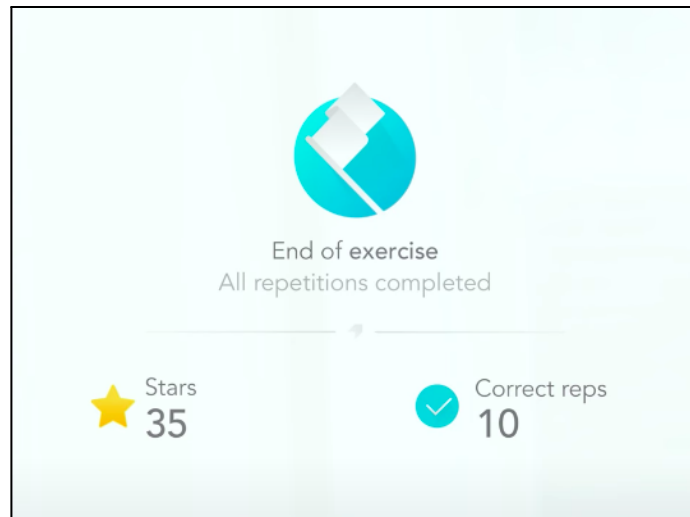 End of exercise
All repetitions completed
Stars
35
Correct reps
10